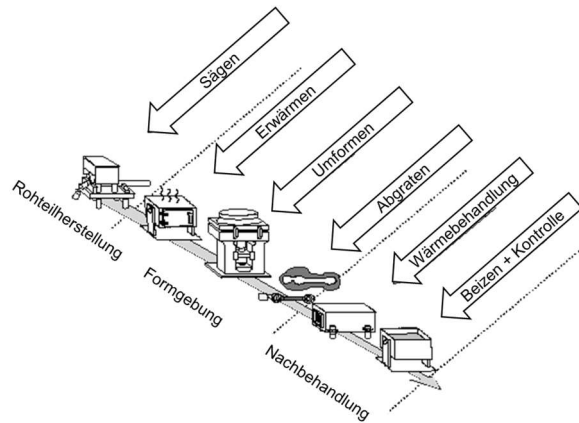 Sägen
Erwärmen
Umformen
Abgraten
Wärmebehandlung
Beizen + Kontrolle
Rohteilherstellung
Formgebung
Nachbehandlung